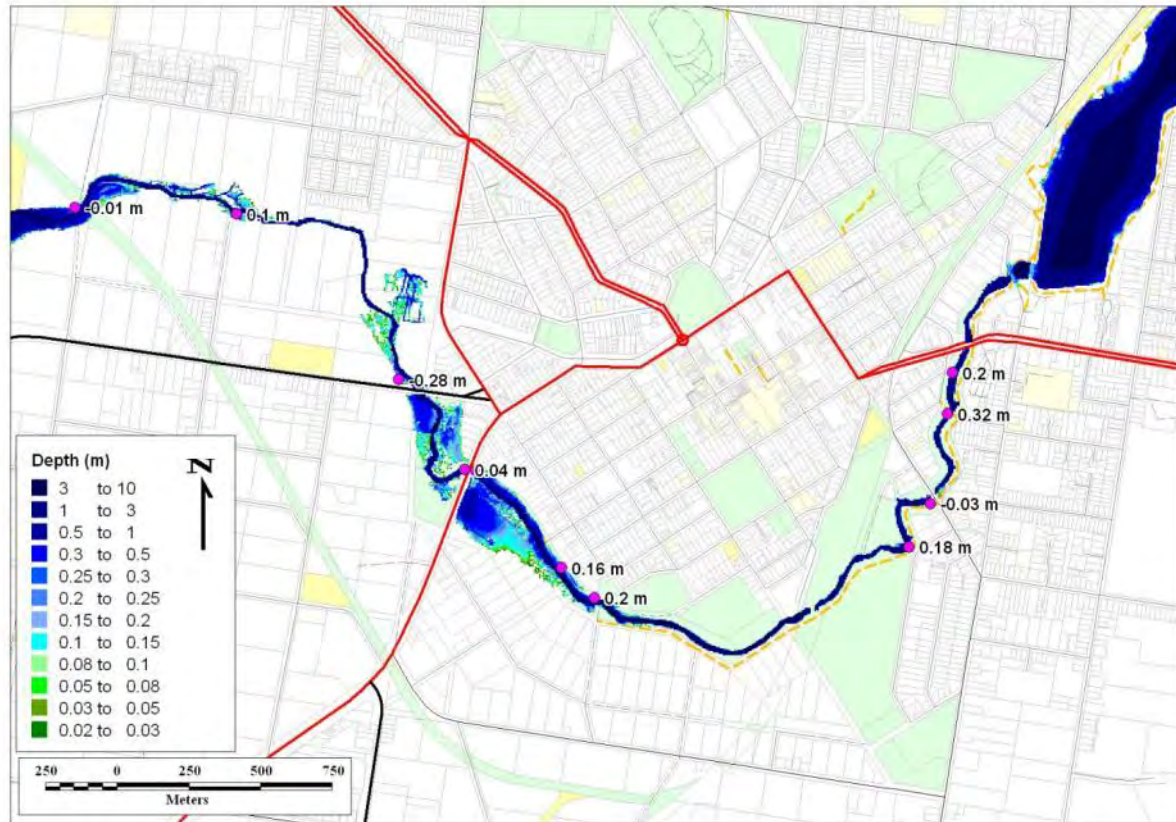 -0.01 m
0.1 m
-0.28 m
0.2 m
0.32 m
0.04 m
-0.03 m
0.18 m
0.16 m
0.2 m
Depth (m)
N
3 to 10
1 to 3
0.5 to 1
0.3 to 0.5
0.25 to 0.3
0.2 to 0.25
0.15 to 0.2
0.1 to 0.15
0.08 to 0.1
0.05 to 0.08
0.03 to 0.05
0.02 to 0.03
250 0 250 500 750
Meters